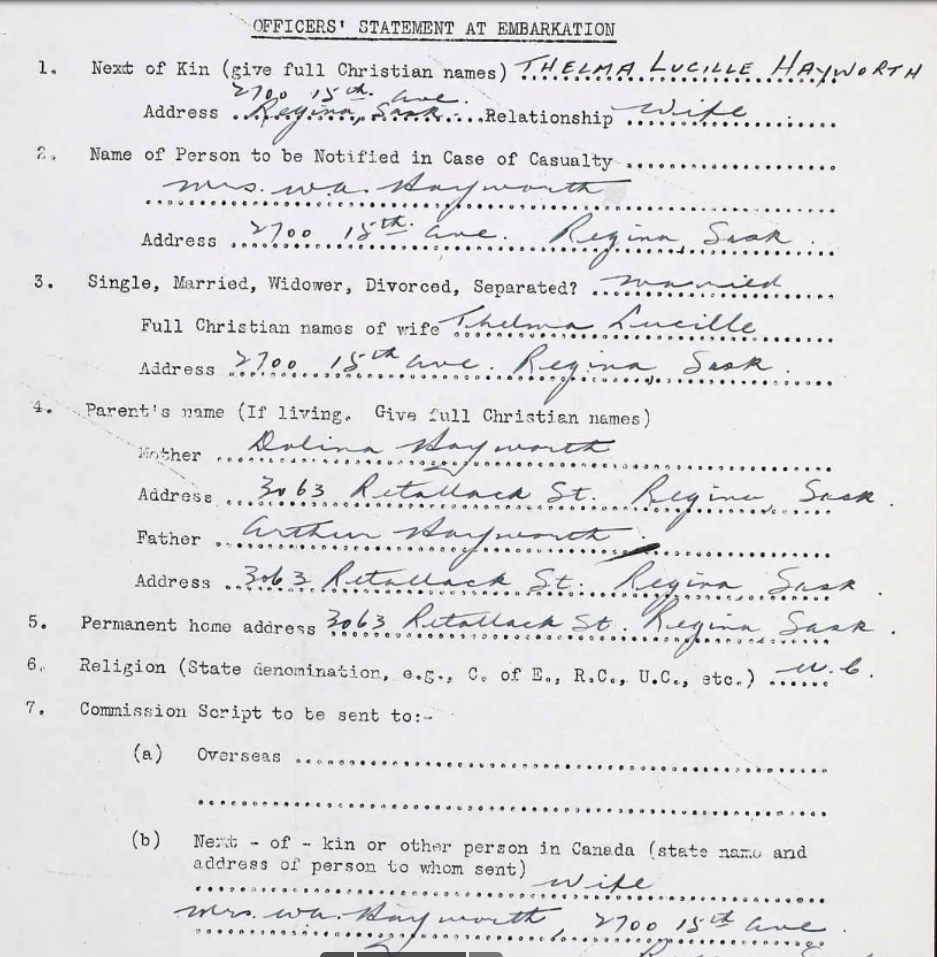 OFFICERS' STATEMENT AT EMBARKATION
1. Next of Kin (give full Christian names) THELMA LUCILLE HAYWORTH
2700 15th. Ave.
Address Regina, Sask. Relationship Wife
2. Name of Person to be Notified in Case of Casualty
Mrs. W.A. Hayworth
Address 2700 15th. Ave. Regina, Sask.
3. Single, Married, Widower, Divorced, Separated? Married
Full Christian names of wife Thelma Lucille
Address 2700 15th Ave. Regina, Sask.
4. Parent's name (If living. Give full Christian names)
Mother Dolina Hayworth
Address 3063 Retallack St. Regina, Sask.
Father Arthur Hayworth.
Address 3063 Retallack St. Regina Sask.
5. Permanent home address 3063 Retallack St. Regina Sask.
6. Religion (State denomination, e.g., C. of E., R.C., U.C., etc.) U.C.
7. Commission Script to be sent to:-
(a) Overseas
(b) Next - of - kin or other person in Canada (state name and
address of person to whom sent)
Wife
Mrs. W.A. Hayworth, 2700 15th Ave.